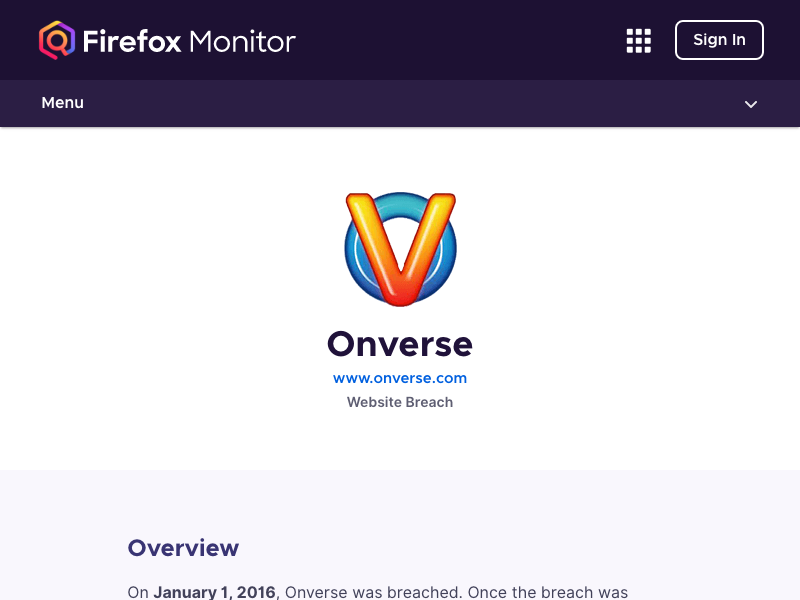 Firefox Monitor
Sign In
Menu
Onverse
www.onverse.com
Website Breach
Overview
On January 1, 2016, Onverse was breached. Once the breach was